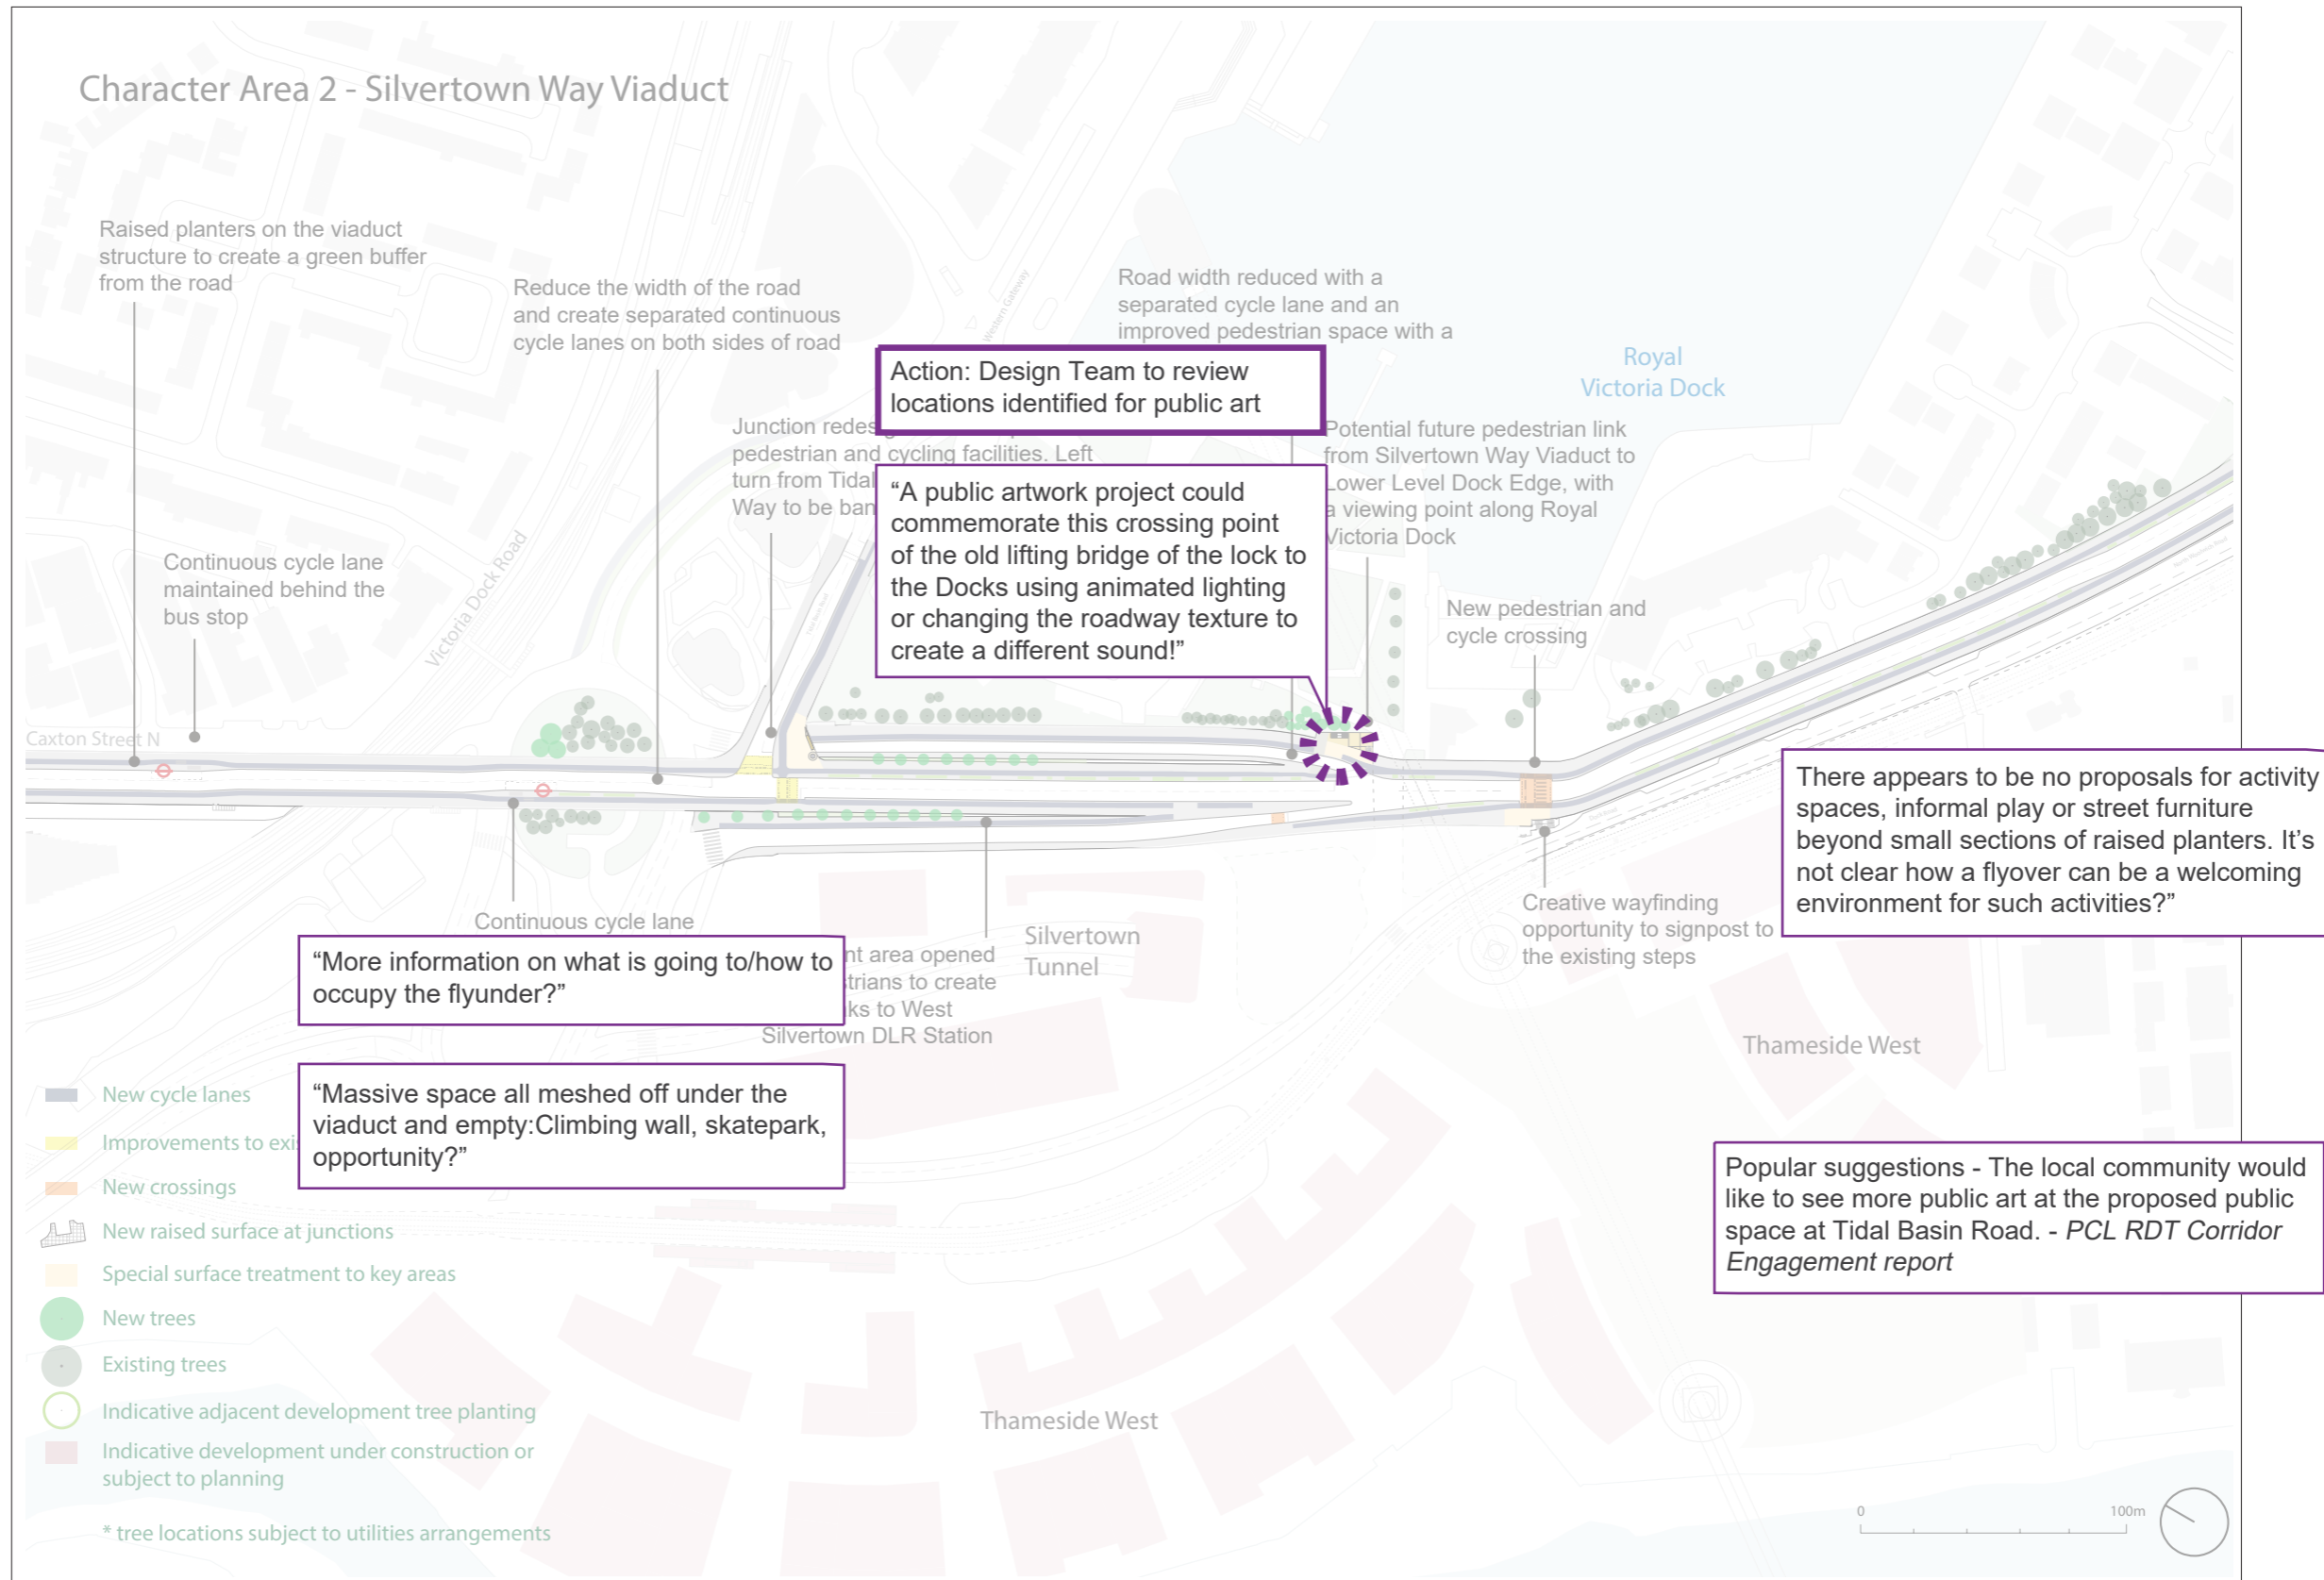 Character Area 2 - Silvertown Way Viaduct
Raised planters on the viaduct
structure to create a green buffer
from the road
Reduce the width of the road
and create separated continuous
cycle lanes on both sides of road
Western Gateway
Road width reduced with a
separated cycle lane and an
improved pedestrian space with a
Royal
Victoria Dock
Action: Design Team to review
locations identified for public art
Junction redes
pedestrian and cycling facilities. Left
turn from Tidal
Way to be ban
Potential future pedestrian link
from Silvertown Way Viaduct to
Lower Level Dock Edge, with
a viewing point along Royal
Victoria Dock
“A public artwork project could
commemorate this crossing point
of the old lifting bridge of the lock to
the Docks using animated lighting
or changing the roadway texture to
create a different sound!”
Continuous cycle lane
maintained behind the
bus stop
Victoria Dock Road
New pedestrian and
cycle crossing
Caxton Street N
There appears to be no proposals for activity
spaces, informal play or street furniture
beyond small sections of raised planters. It’s
not clear how a flyover can be a welcoming
environment for such activities?”
Continuous cycle lane
“More information on what is going to/how to
occupy the flyunder?”
nt area opened
strians to create
ks to West
Silvertown DLR Station
Silvertown
Tunnel
Creative wayfinding
opportunity to signpost to
the existing steps
Thameside West
“Massive space all meshed off under the
viaduct and empty:Climbing wall, skatepark,
opportunity?”
Popular suggestions - The local community would
like to see more public art at the proposed public
space at Tidal Basin Road. - PCL RDT Corridor
Engagement report
New cycle lanes
Improvements to exis
New crossings
New raised surface at junctions
Special surface treatment to key areas
New trees
Existing trees
Indicative adjacent development tree planting
Indicative development under construction or
subject to planning
* tree locations subject to utilities arrangements
Thameside West
0 100m